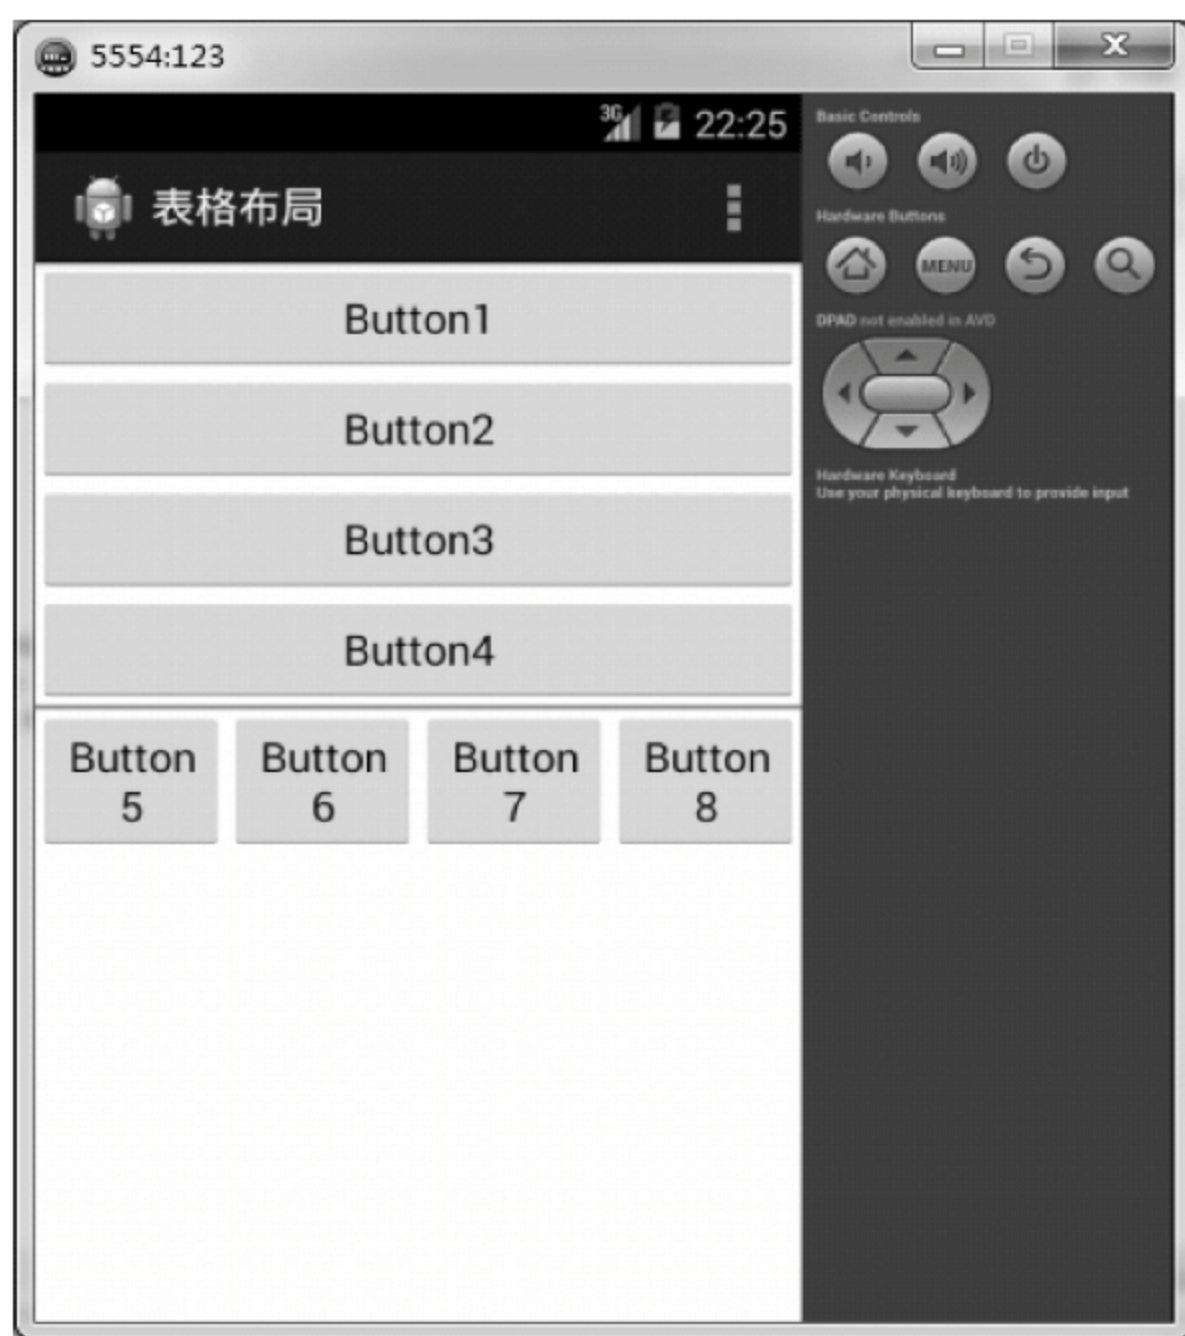 5554:123
3G 22:25
表格布局
Button1
Button2
Button3
Button4
Button
5
Button
6
Button
7
Button
8
Basic Controls
Hardware Buttons
MENU
DPAD not enabled in AVD
Hardware Keyboard
Use your physical keyboard to provide input